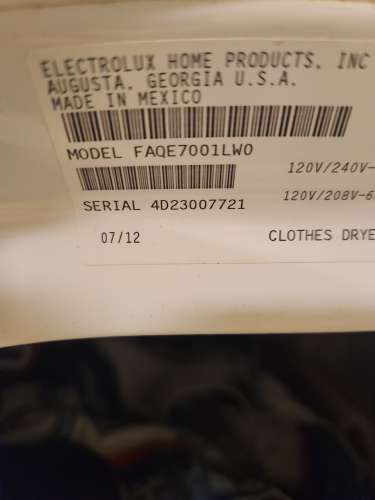 ELECTROLUX HOME PRODUCTS, INC
AUGUSTA, GEORGIA U.S.A.
MADE IN MEXICO
MODEL FAQE7001LW0
120V/240V-
SERIAL 4D23007721
120V/208V-6
07/12
CLOTHES DRYE